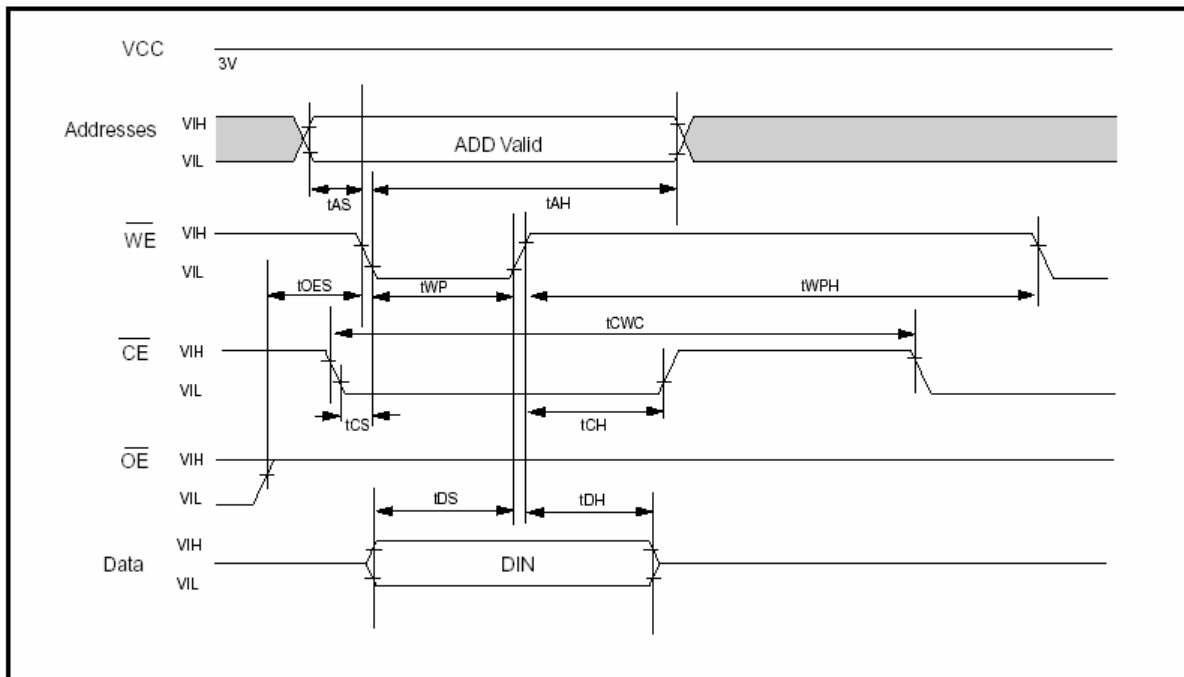 VCC
3V
Addresses
VIH
VIL
ADD Valid
tAS
tAH
WE
VIH
VIL
tOES
tWP
tWPH
tCWC
CE
VIH
VIL
tCS
tCH
OE
VIH
VIL
tDS
tDH
Data
VIH
VIL
DIN